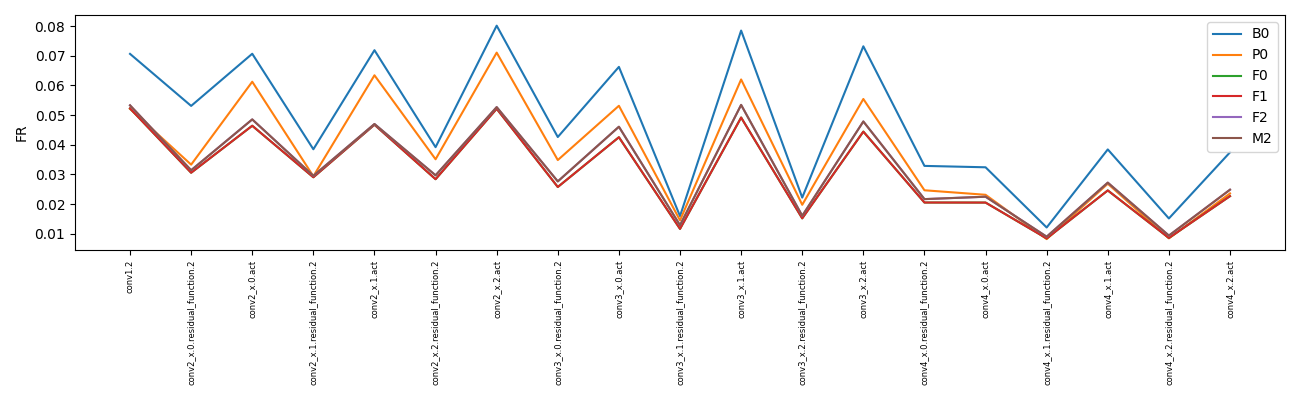 FR
0.08
0.07
0.06
0.05
0.04
0.03
0.02
0.01
B0
P0
F0
F1
F2
M2
conv1.2
conv2_x.0.residual_function.2
conv2_x.0.act
conv2_x.1.residual_function.2
conv2_x.1.act
conv2_x.2.residual_function.2
conv2_x.2.act
conv3_x.0.residual_function.2
conv3_x.0.act
conv3_x.1.residual_function.2
conv3_x.1.act
conv3_x.2.residual_function.2
conv3_x.2.act
conv4_x.0.residual_function.2
conv4_x.0.act
conv4_x.1.residual_function.2
conv4_x.1.act
conv4_x.2.residual_function.2
conv4_x.2.act